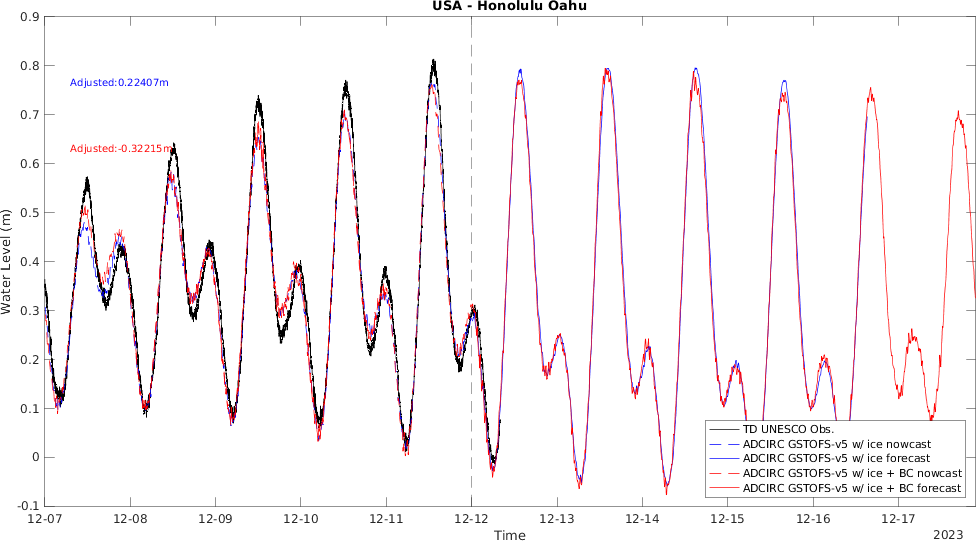 USA - Honolulu Oahu
0.9
0.8
0.7
0.6
0.5
0.4
0.3
0.2
0.1
0
-0.1
Water Level (m)
Adjusted:0.22407m
Adjusted:-0.32215m
TD UNESCO Obs.
ADCIRC GSTOFS-v5 w/ ice nowcast
ADCIRC GSTOFS-v5 w/ ice forecast
ADCIRC GSTOFS-v5 w/ ice + BC nowcast
ADCIRC GSTOFS-v5 w/ ice + BC forecast
12-07 12-08 12-09 12-10 12-11 12-12 12-13 12-14 12-15 12-16 12-17
Time
2023